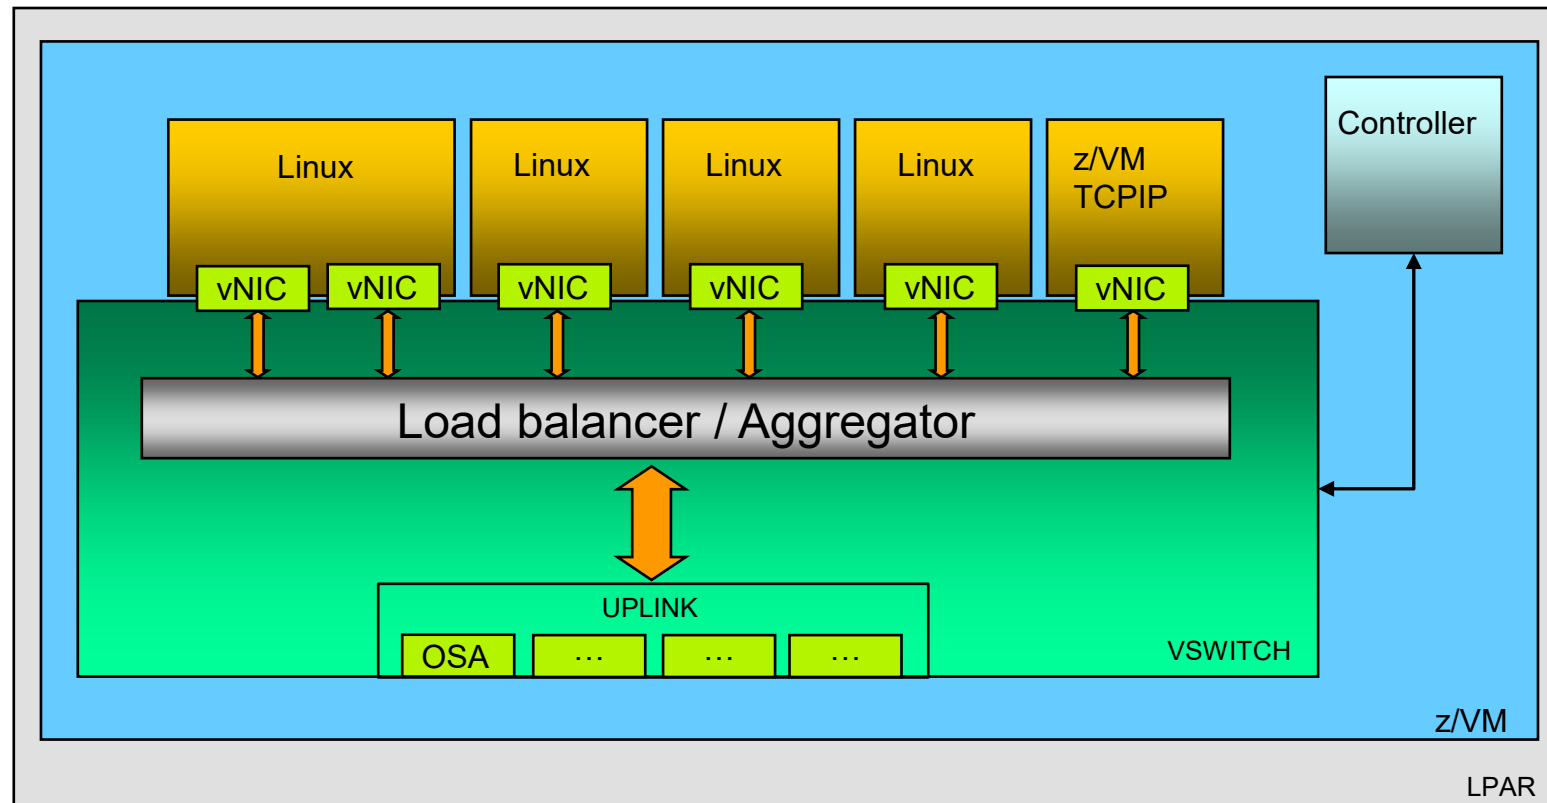 Controller
Linux
Linux
Linux
Linux
z/VM
TCPIP
vNIC
vNIC
vNIC
vNIC
vNIC
vNIC
Load balancer / Aggregator
UPLINK
OSA
...
...
...
VSWITCH
z/VM
LPAR